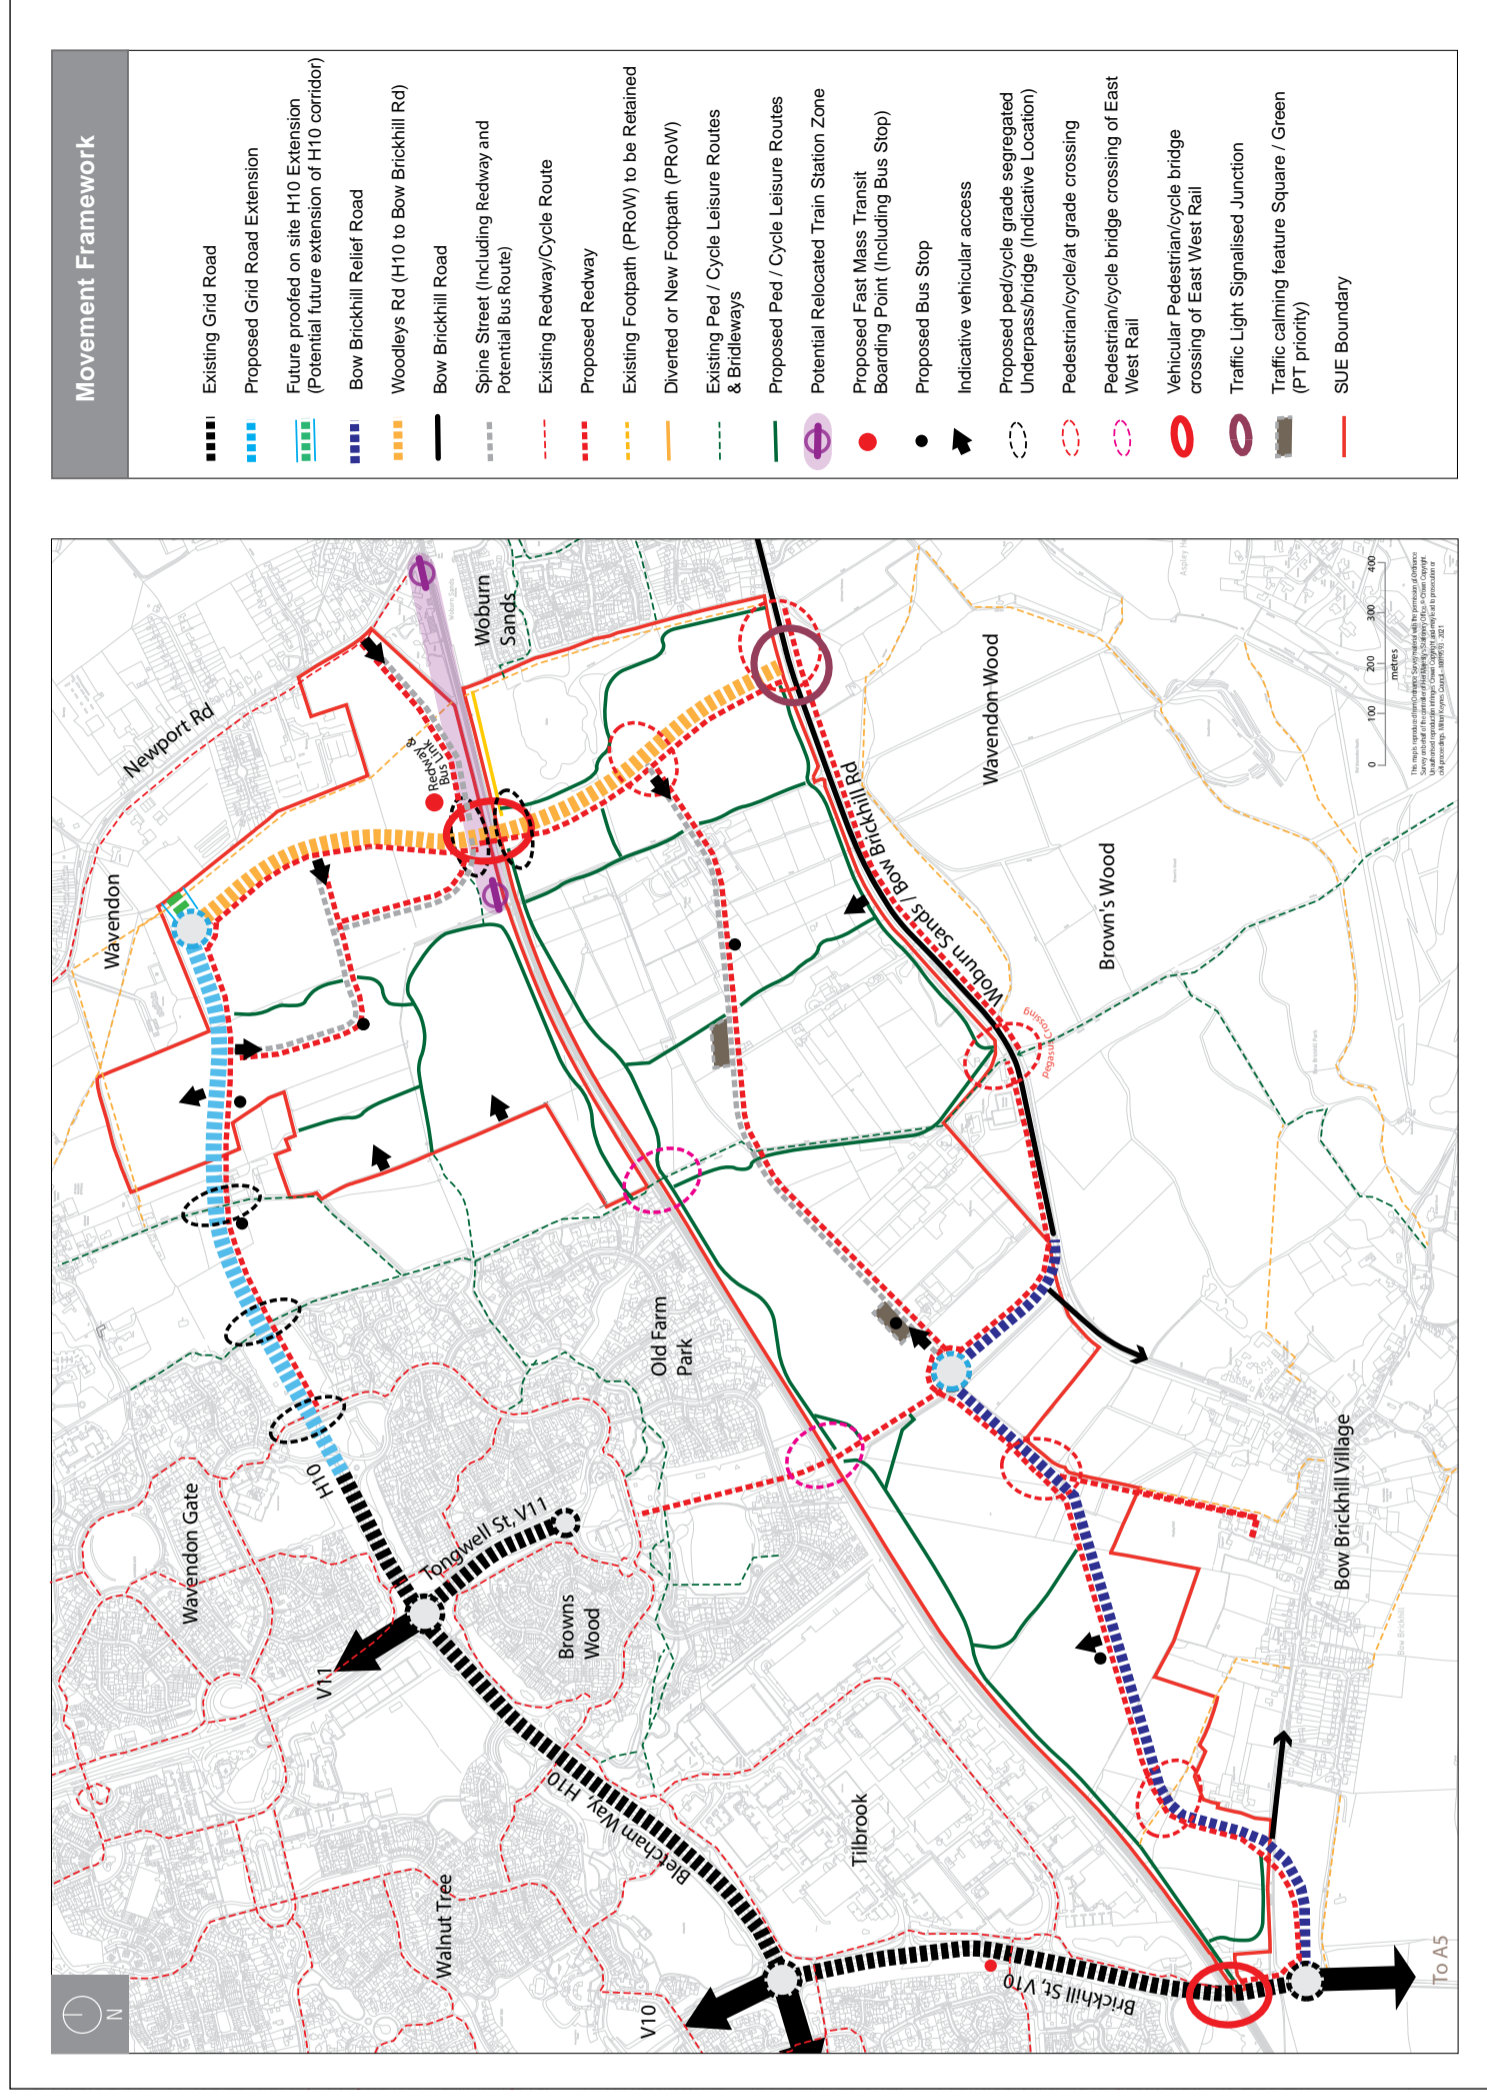 Movement Framework
Existing Grid Road
Proposed Grid Road Extension
Future proofed on site H10 Extension
(Potential future extension of H10 corridor)
Bow Brickhill Relief Road
Woodleys Rd (H10 to Bow Brickhill Rd)
Bow Brickhill Road
Spine Street (Including Redway and
Potential Bus Route)
Existing Redway/Cycle Route
Proposed Redway
Existing Footpath (PRoW) to be Retained
Diverted or New Footpath (PRoW)
Existing Ped / Cycle Leisure Routes
& Bridleways
Proposed Ped / Cycle Leisure Routes
Potential Relocated Train Station Zone
Proposed Fast Mass Transit
Boarding Point (Including Bus Stop)
Proposed Bus Stop
Indicative vehicular access
Proposed ped/cycle grade segregated
Underpass/bridge (Indicative Location)
Pedestrian/cycle/at grade crossing
Pedestrian/cycle bridge crossing of East
West Rail
Vehicular Pedestrian/cycle bridge
crossing of East West Rail
Traffic Light Signalised Junction
Traffic calming feature Square / Green
(PT priority)
SUE Boundary
N
Wavendon Gate
Wavendon
Newport Rd
Redway &
Bus Link
Woburn
Sands
H10
V11
Tongwell St, V11
Browns
Wood
Old Farm
Park
Walnut Tree
Bletcham Way, H10
V10
Tilbrook
Brickhill St, V10
Woburn Sands / Bow Brickhill Rd
Pegasus Crossing
Wavendon Wood
Brown's Wood
Bow Brickhill Village
To A5
0 100 200 300 400
metres